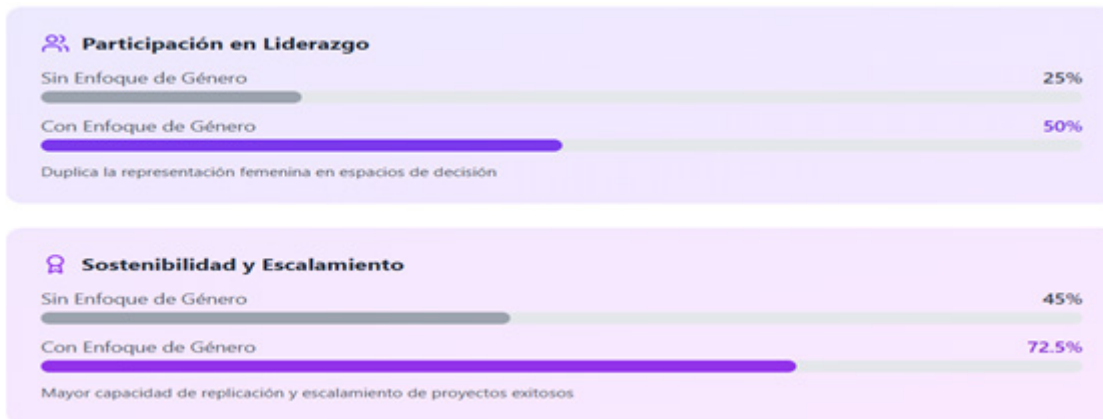 Participación en Liderazgo
Sin Enfoque de Género 25%
Con Enfoque de Género 50%
Duplica la representación femenina en espacios de decisión
Sostenibilidad y Escalamiento
Sin Enfoque de Género 45%
Con Enfoque de Género 72.5%
Mayor capacidad de replicación y escalamiento de proyectos exitosos